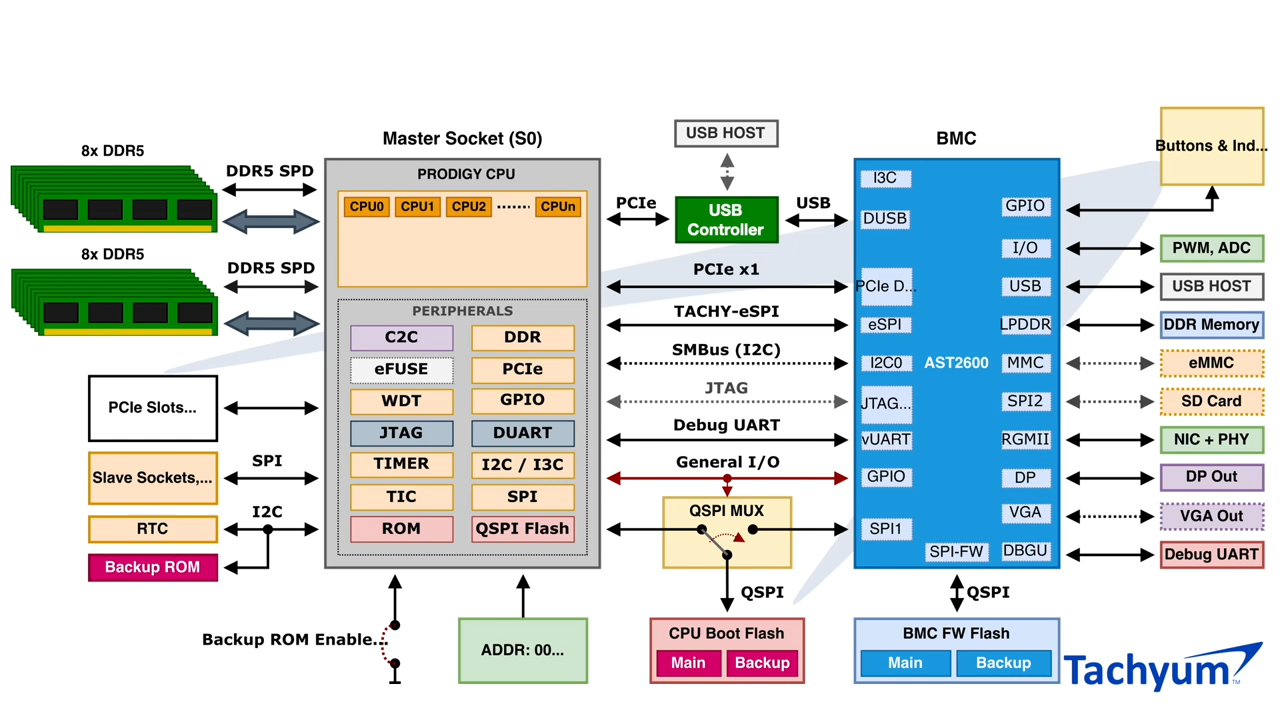 USB HOST
Master Socket (S0)
BMC
Buttons & Ind...
8x DDR5
DDR5 SPD
PRODIGY CPU
I3C
CPU0
CPU1
CPU2
CPUn
PCIe
USB
Controller
USB
DUSB
GPIO
8x DDR5
DDR5 SPD
I/O
PWM, ADC
PCIe x1
PCIe D...
USB
USB HOST
PERIPHERALS
TACHY-eSPI
eSPI
LPDDR
DDR Memory
C2C
DDR
SMBus (I2C)
I2C0
AST2600
MMC
eMMC
eFUSE
PCIe
JTAG
JTAG...
SPI2
SD Card
PCIe Slots...
WDT
GPIO
Debug UART
vUART
RGMII
NIC + PHY
JTAG
DUART
General I/O
GPIO
DP
DP Out
SPI
Slave Sockets,...
TIMER
I2C / I3C
TIC
SPI
QSPI MUX
VGA
VGA Out
I2C
RTC
ROM
QSPI Flash
SPI1
SPI-FW
DBGU
Debug UART
Backup ROM
QSPI
QSPI
Backup ROM Enable...
ADDR: 00...
CPU Boot Flash
Main
Backup
BMC FW Flash
Main
Backup
Tachyum™